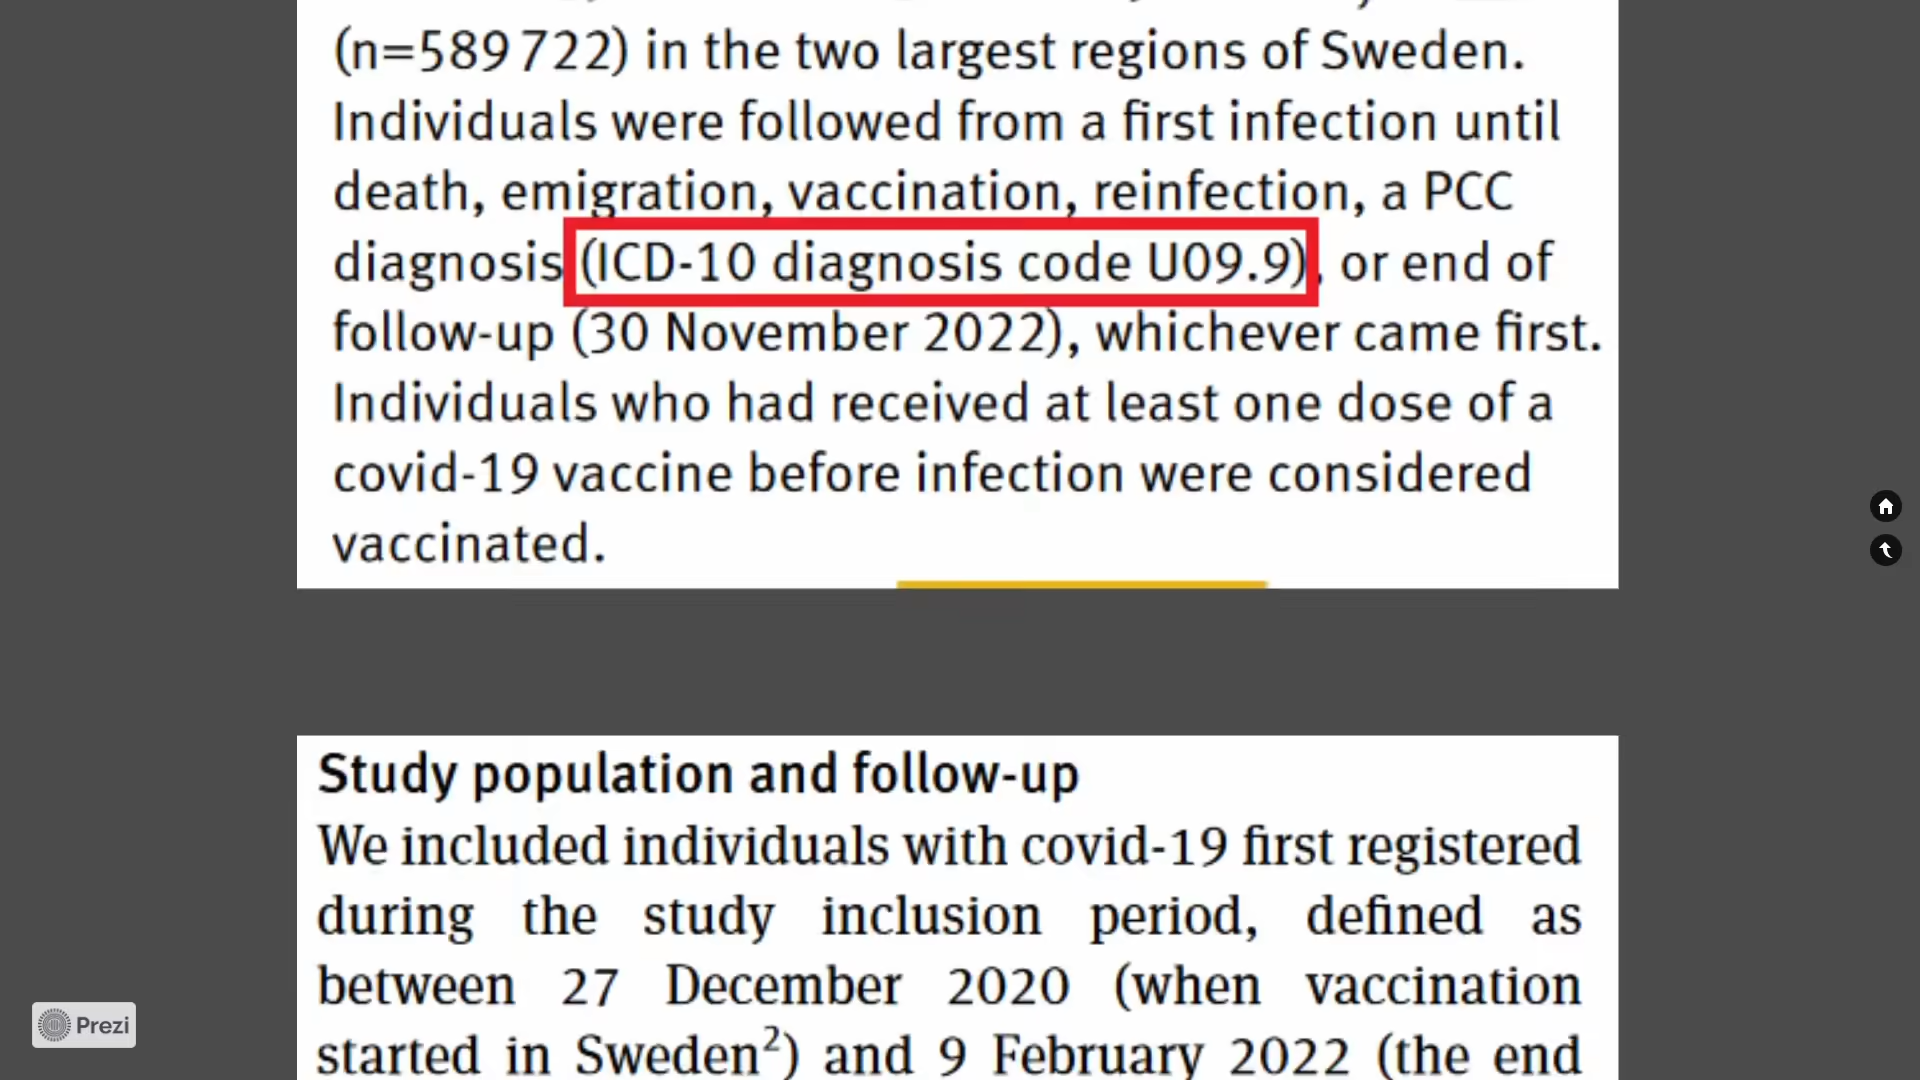 (n=589 722) in the two largest regions of Sweden.
Individuals were followed from a first infection until
death, emigration, vaccination, reinfection, a PCC
diagnosis (ICD-10 diagnosis code U09.9), or end of
follow-up (30 November 2022), whichever came first.
Individuals who had received at least one dose of a
covid-19 vaccine before infection were considered
vaccinated.
Study population and follow-up
We included individuals with covid-19 first registered
during the study inclusion period, defined as
between 27 December 2020 (when vaccination
started in Sweden²) and 9 February 2022 (the end
Prezi